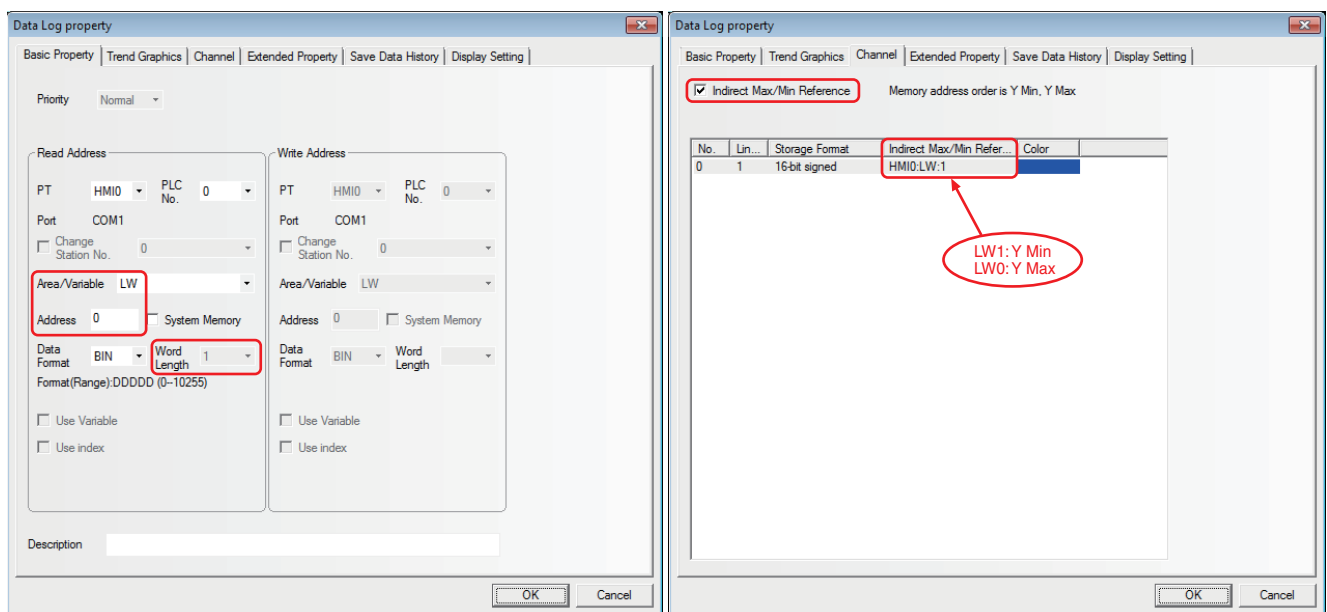 Data Log property
Basic Property Trend Graphics Channel Extended Property Save Data History Display Setting
Priority Normal
Read Address
PT HMI0 PLC No. 0
Port COM1
Change Station No. 0
Area/Variable LW
Address 0 System Memory
Data Format BIN Word Length 1
Format(Range):DDDDD (0--10255)
Use Variable
Use index
Write Address
PT HMI0 PLC No. 0
Port COM1
Change Station No. 0
Area/Variable LW
Address 0 System Memory
Data Format BIN Word Length
Use Variable
Use index
Description
OK Cancel
Data Log property
Basic Property Trend Graphics Channel Extended Property Save Data History Display Setting
Indirect Max/Min Reference Memory address order is Y Min, Y Max
No. Lin... Storage Format Indirect Max/Min Refer... Color
0 1 16-bit signed HMI0:LW:1
LW1: Y Min
LW0: Y Max
OK Cancel